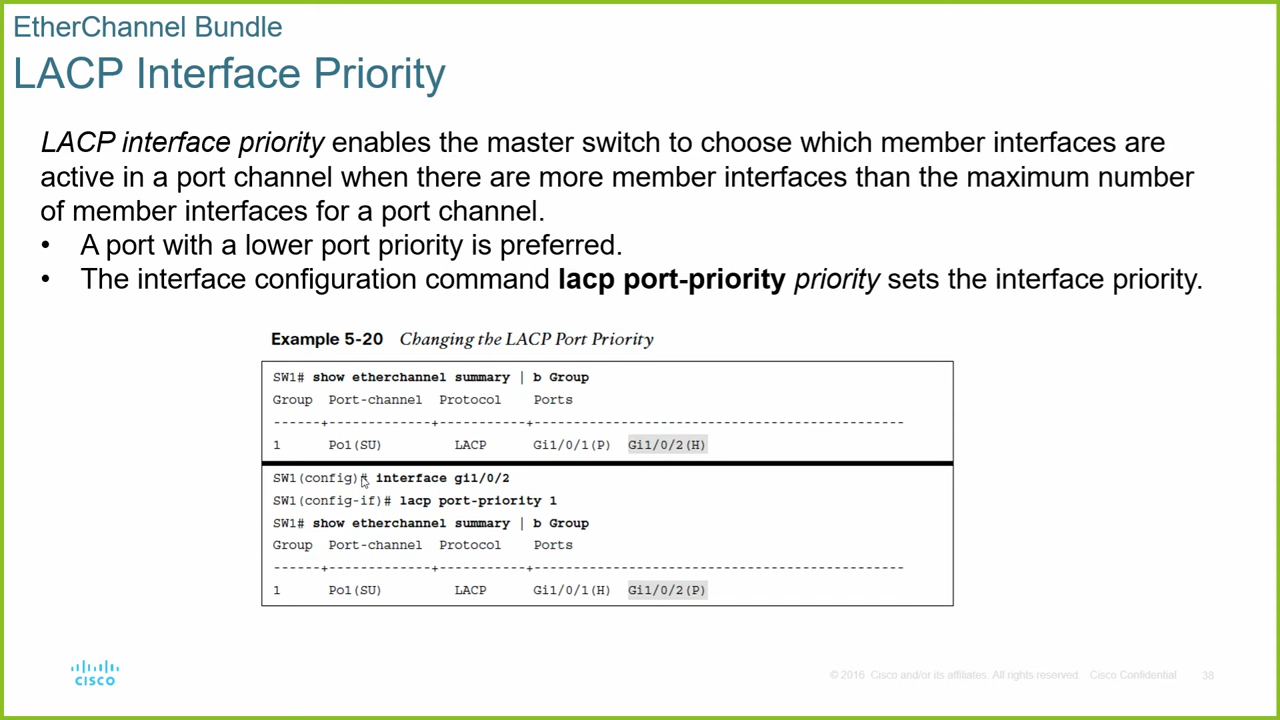 EtherChannel Bundle
LACP Interface Priority
LACP interface priority enables the master switch to choose which member interfaces are
active in a port channel when there are more member interfaces than the maximum number
of member interfaces for a port channel.
• A port with a lower port priority is preferred.
• The interface configuration command lacp port-priority priority sets the interface priority.
Example 5-20 Changing the LACP Port Priority
SW1# show etherchannel summary | b Group
Group Port-channel Protocol Ports
------+-------------+-----------+-----------------------------------------------
1 Po1(SU) LACP Gi1/0/1(P) Gi1/0/2(H)
SW1(config)# interface gi1/0/2
SW1(config-if)# lacp port-priority 1
SW1# show etherchannel summary | b Group
Group Port-channel Protocol Ports
------+-------------+-----------+-----------------------------------------------
1 Po1(SU) LACP Gi1/0/1(H) Gi1/0/2(P)
CISCO
© 2016 Cisco and/or its affiliates. All rights reserved. Cisco Confidential 38